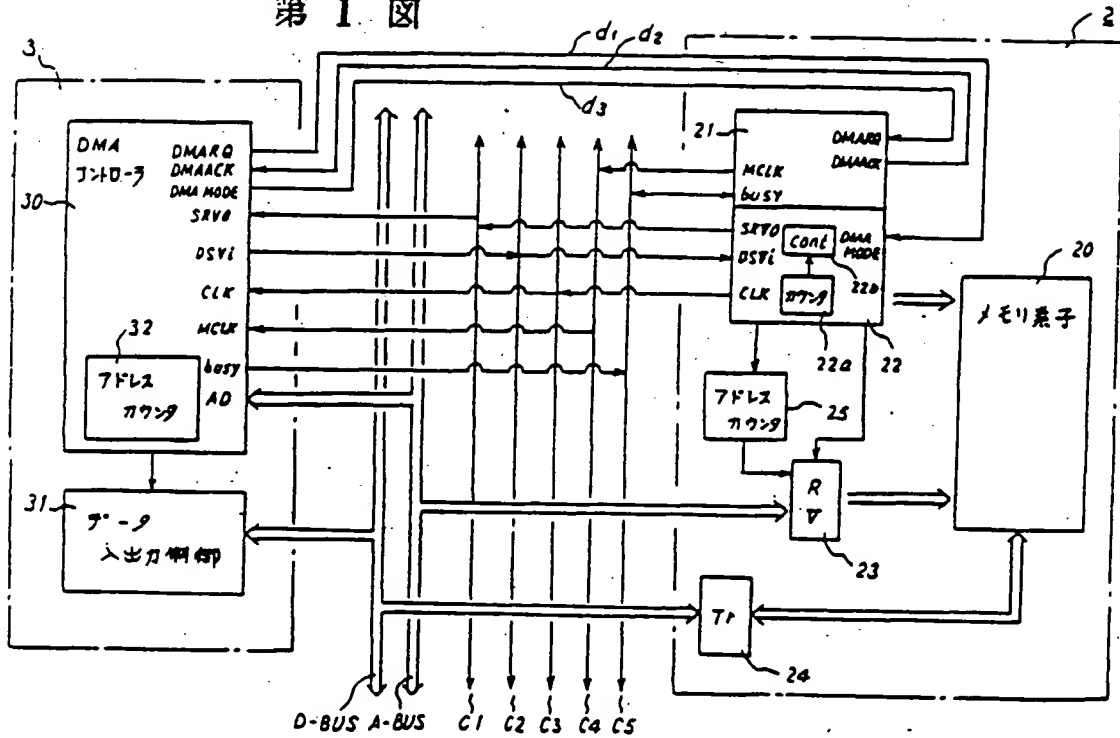 第 1 図
2
3
d1
d2
d3
DMA
コントローラ
30
DMARQ
DMAACK
DMA MODE
SRVO
DSVi
CLK
MCLK
busy
AD
32
アドレス
カウンタ
31
データ
入出力制御
21
DMARQ
DMAACK
MCLK
busy
SRVO
DSVi
CLK
Cont
DMA
MODE
22b
カウンタ
22a
22
20
メモリ素子
アドレス
カウンタ
25
R
V
23
Tr
24
D-BUS
A-BUS
C1
C2
C3
C4
C5